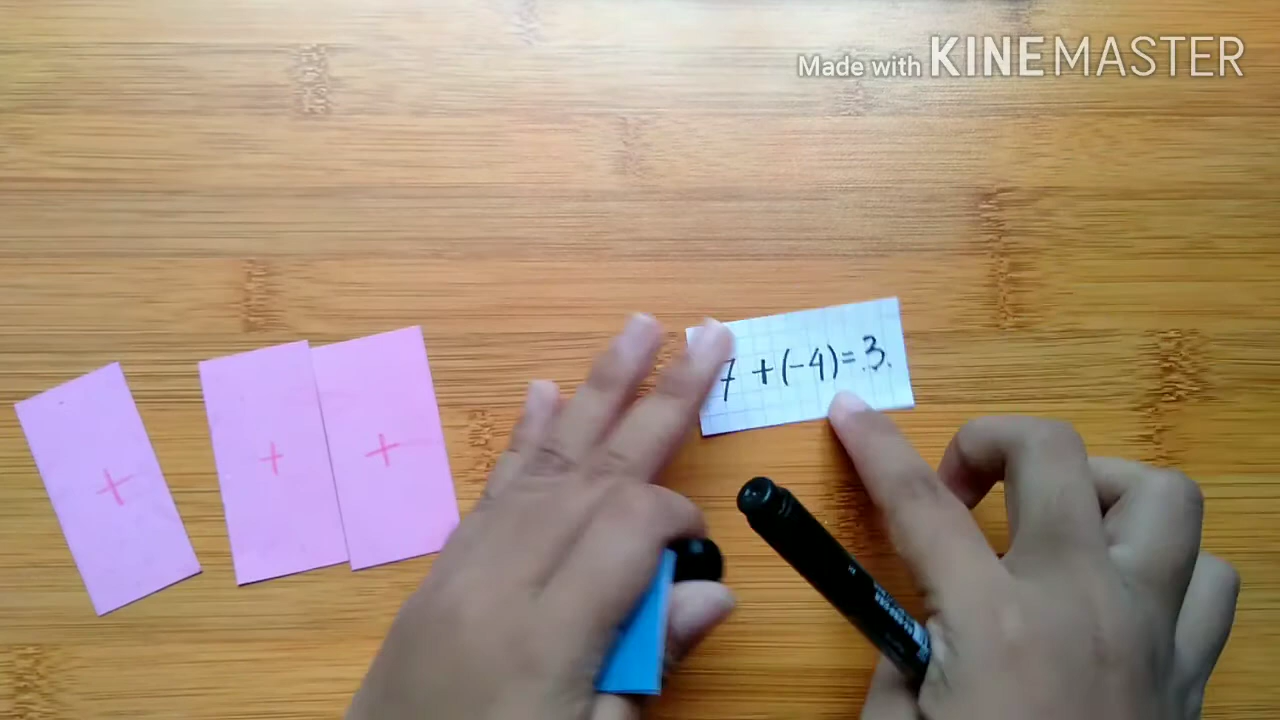 Made with KINEMASTER
7 + (-4) = 3.
+
+
+